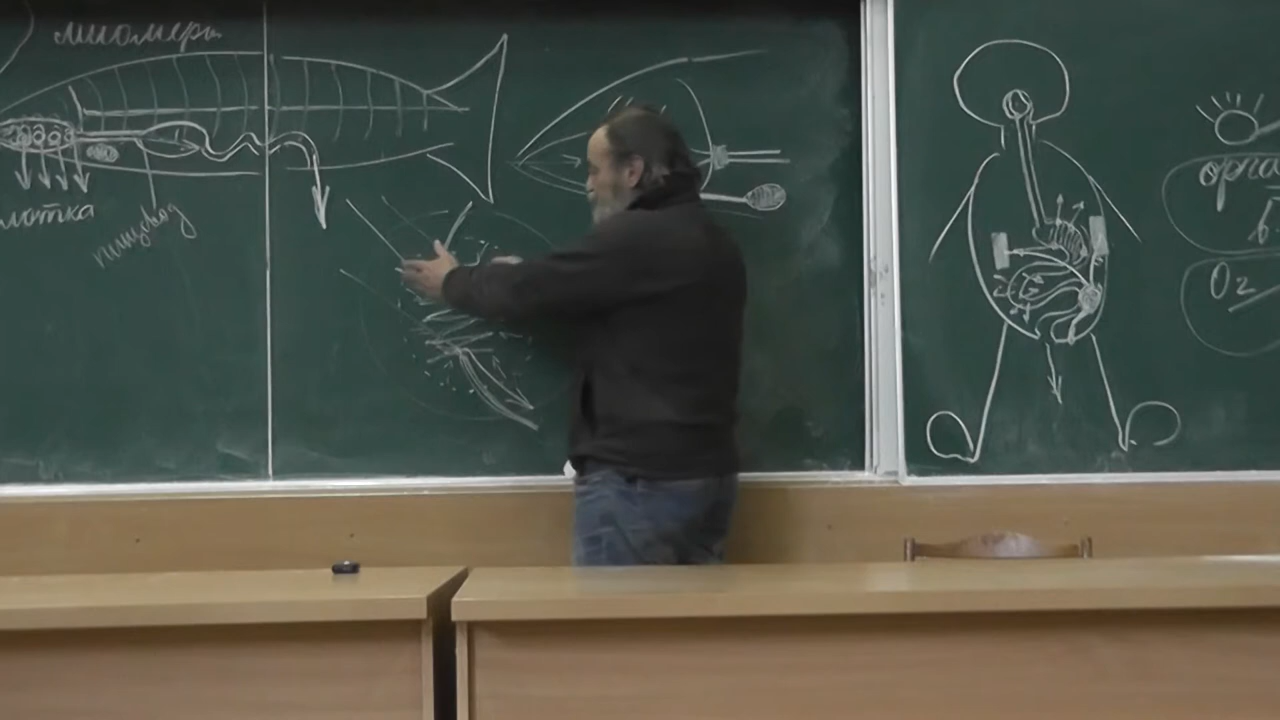 миомеры
глотка
пищевод
орга
в
O₂